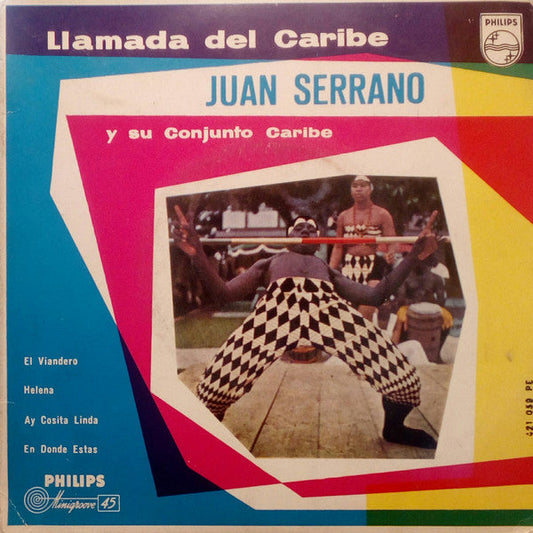 Llamada del Caribe
PHILIPS
JUAN SERRANO
y su Conjunto Caribe
El Viandero
Helena
Ay Cosita Linda
En Donde Estas
421 039 PE
PHILIPS
Minigroove 45